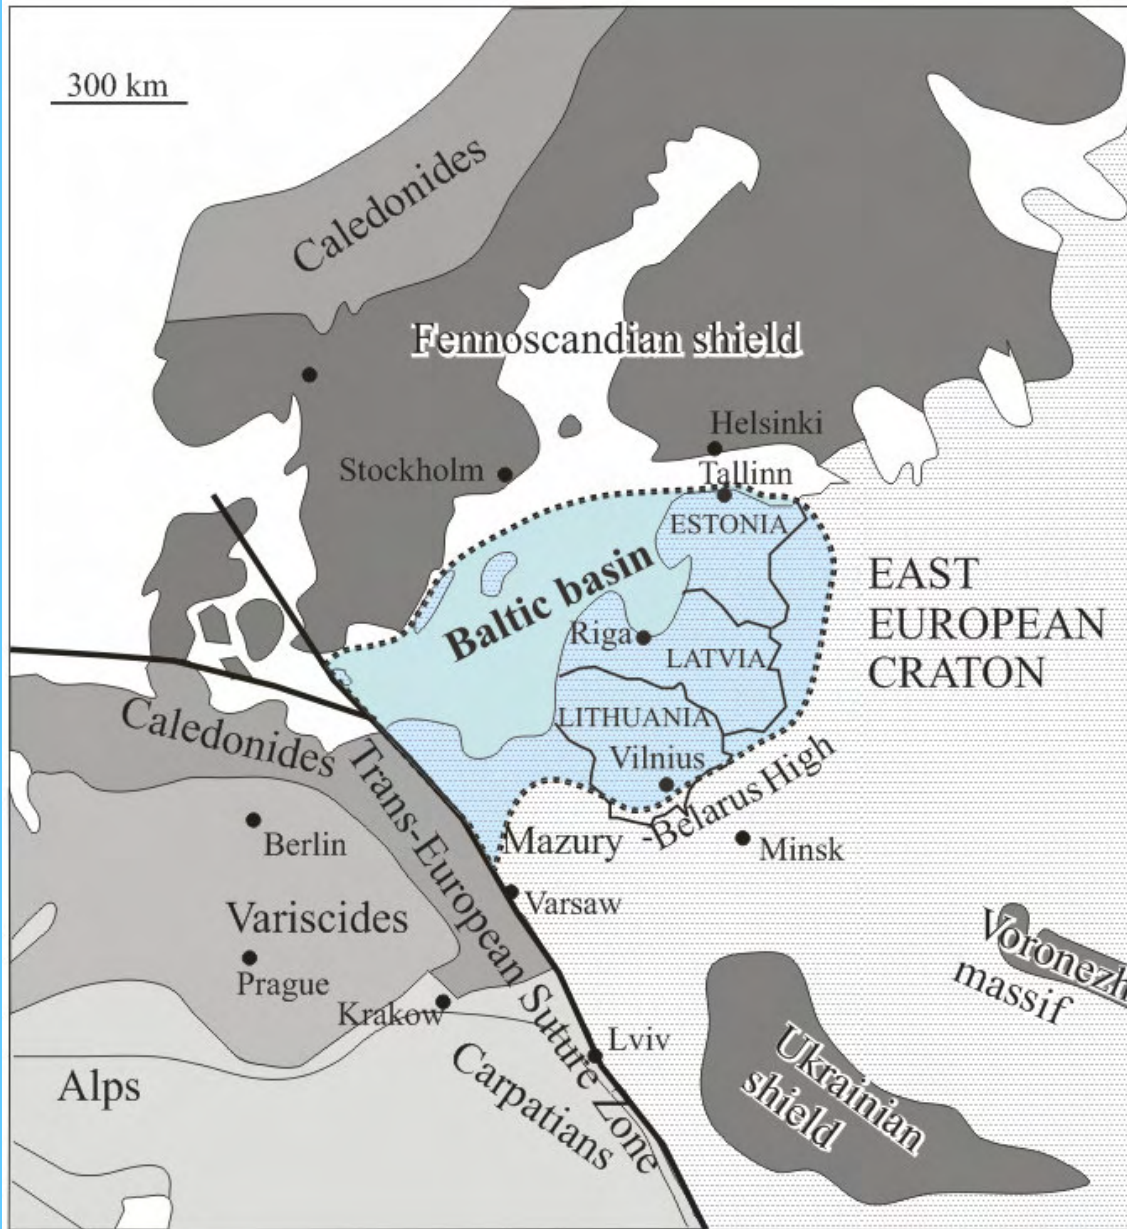 300 km
Caledonides
Fennoscandian shield
Helsinki
Stockholm
Tallinn
ESTONIA
Baltic basin
EAST
EUROPEAN
CRATON
Riga
LATVIA
LITHUANIA
Caledonides
Vilnius
Trans-European Suture Zone
Mazury -Belarus High
Berlin
Minsk
Varsaw
Variscides
Voronezh
massif
Prague
Krakow
Lviv
Carpatians
Ukrainian
shield
Alps